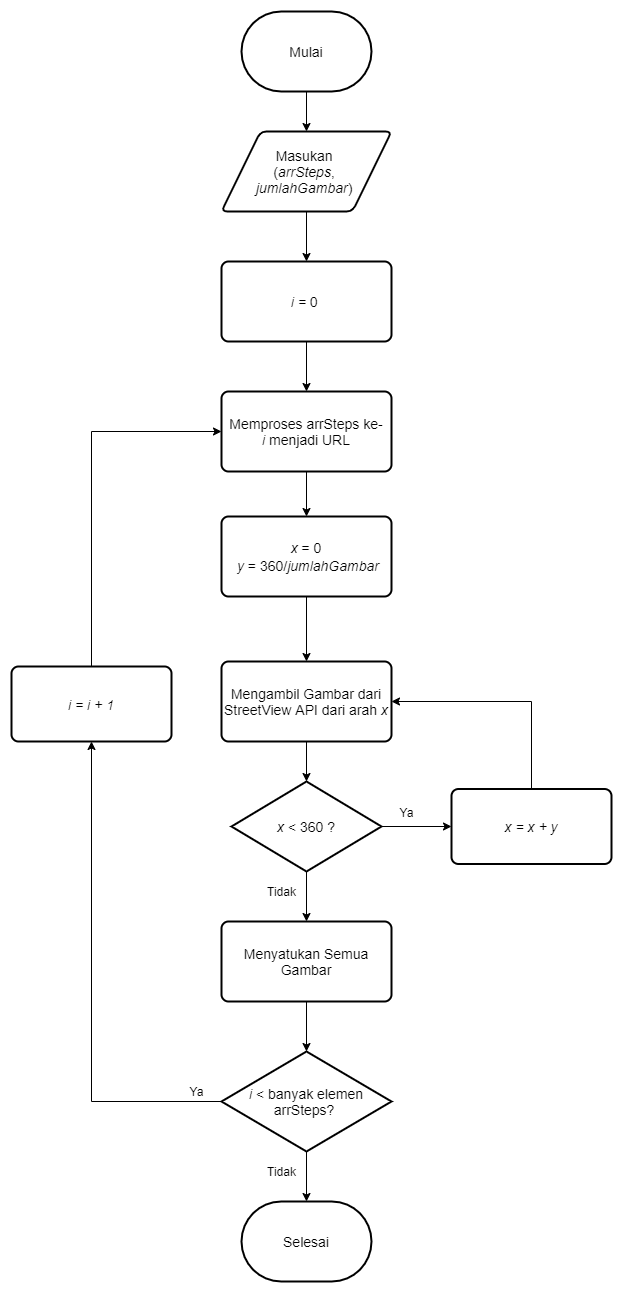 Mulai
Masukan
(arrSteps,
jumlahGambar)
i = 0
Memproses arrSteps ke-
i menjadi URL
x = 0
y = 360/jumlahGambar
Mengambil Gambar dari
StreetView API dari arah x
i = i + 1
x < 360 ?
Ya
x = x + y
Tidak
Menyatukan Semua
Gambar
i < banyak elemen
arrSteps?
Ya
Tidak
Selesai